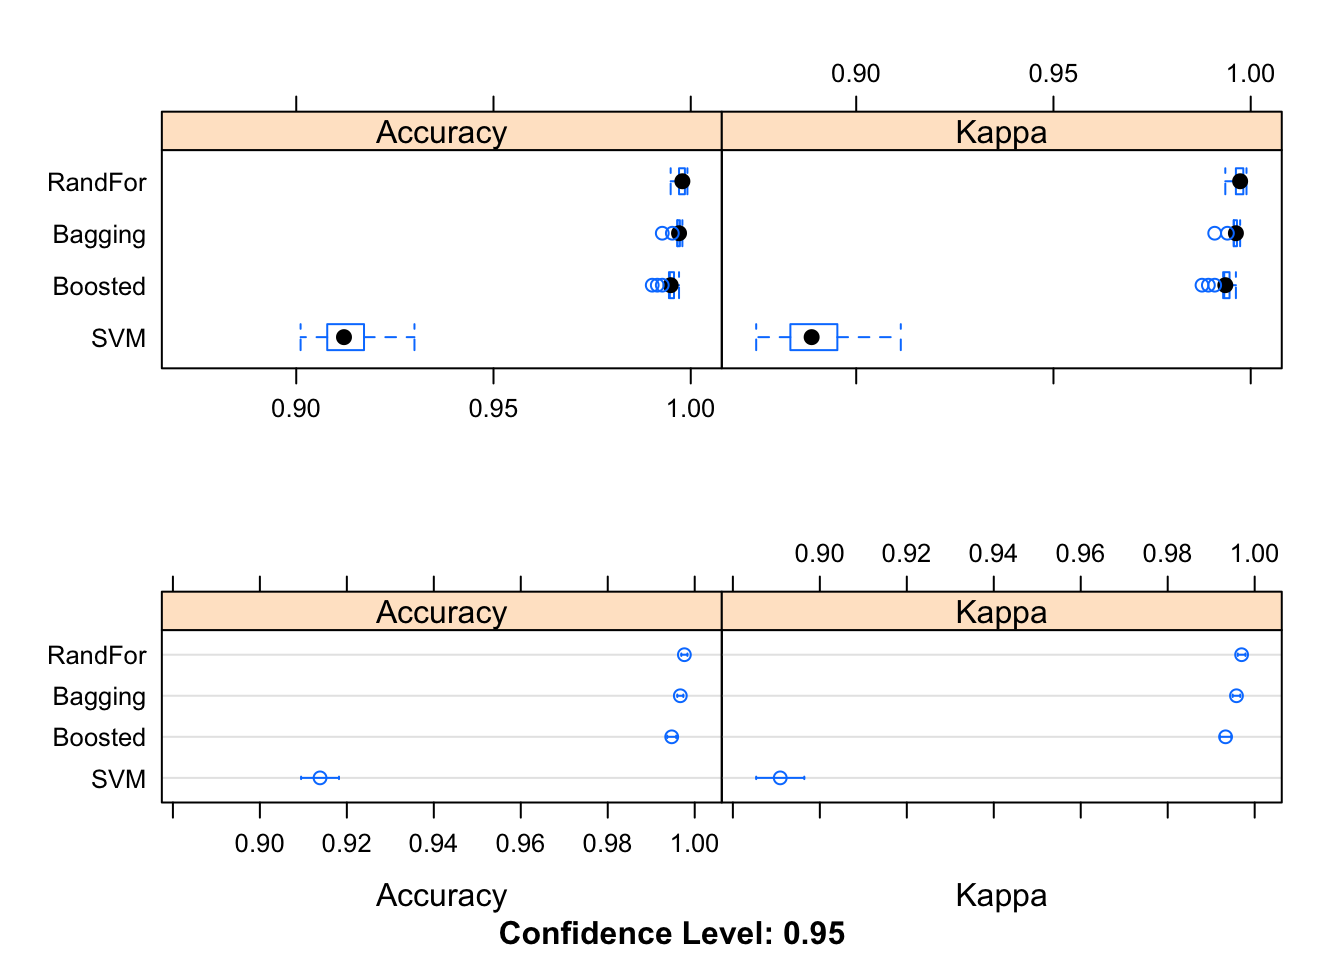 0.90 0.95 1.00
Accuracy Kappa
RandFor
Bagging
Boosted
SVM
0.90 0.95 1.00
0.90 0.92 0.94 0.96 0.98 1.00
Accuracy Kappa
RandFor
Bagging
Boosted
SVM
0.90 0.92 0.94 0.96 0.98 1.00
Accuracy Kappa
Confidence Level: 0.95